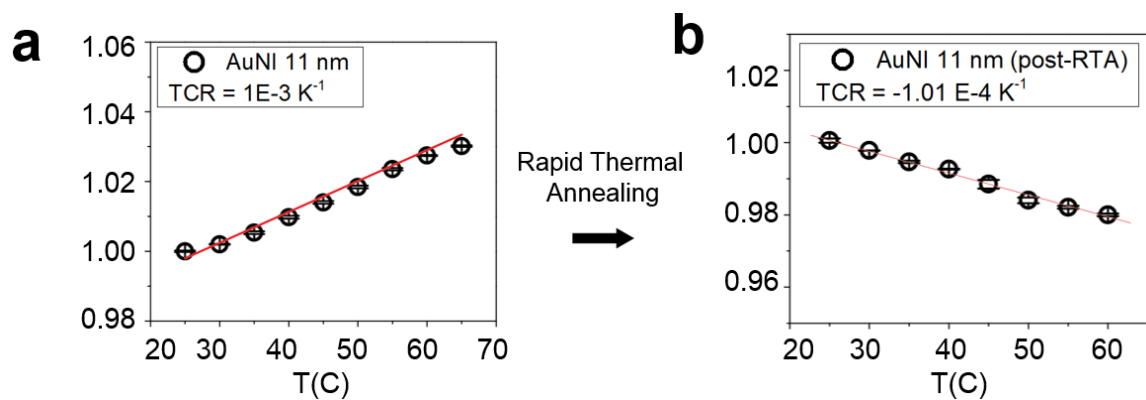 a
1.06
1.04
1.02
1.00
0.98
AuNI 11 nm
TCR = 1E-3 K⁻¹
20 30 40 50 60 70
T(C)
Rapid Thermal
Annealing
b
1.02
1.00
0.98
0.96
AuNI 11 nm (post-RTA)
TCR = -1.01 E-4 K⁻¹
20 30 40 50 60
T(C)